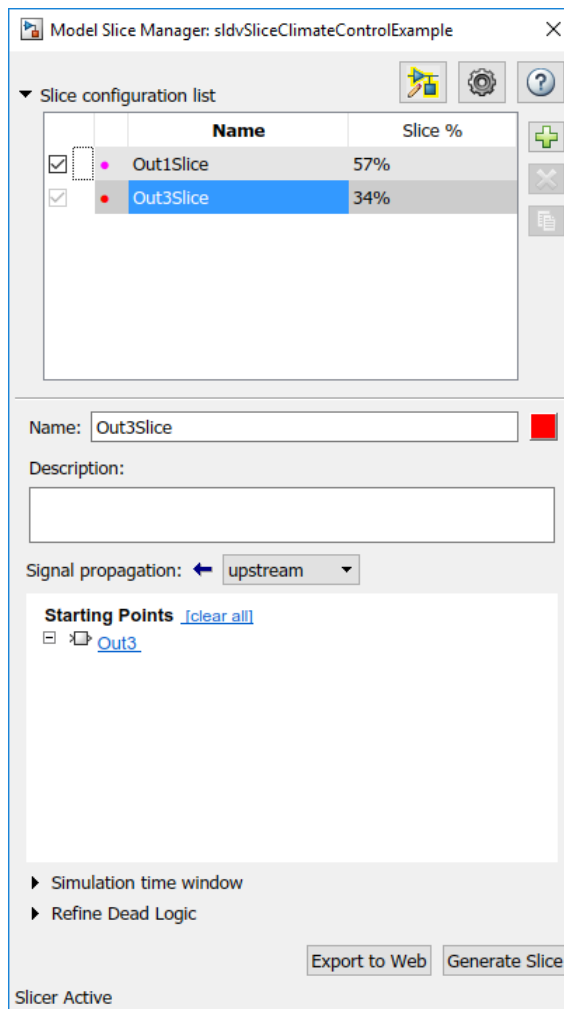 Model Slice Manager: sldvSliceClimateControlExample
Slice configuration list
Name Slice %
Out1Slice 57%
Out3Slice 34%
Name: Out3Slice
Description:
Signal propagation: upstream
Starting Points [clear all]
Out3
Simulation time window
Refine Dead Logic
Export to Web Generate Slice
Slicer Active